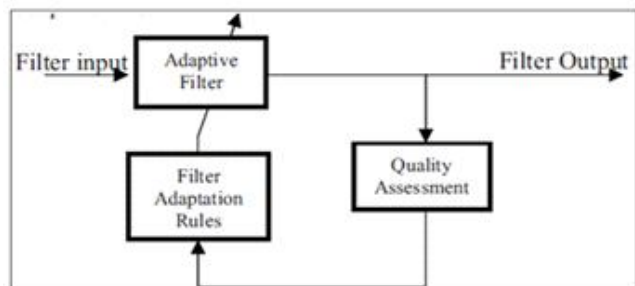 Filter input
Adaptive
Filter
Filter Output
Quality
Assessment
Filter
Adaptation
Rules